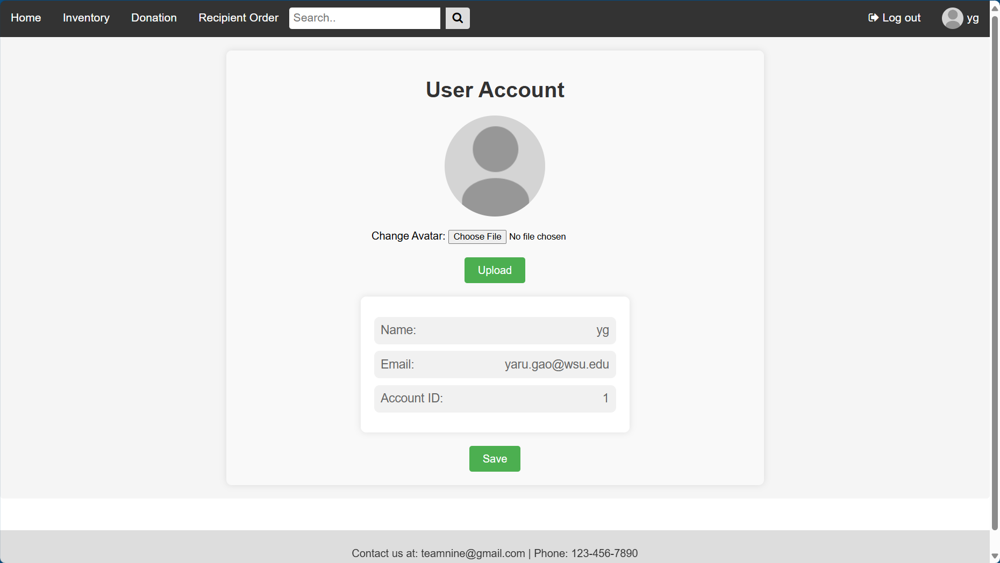 Home Inventory Donation Recipient Order Search.. Log out yg
User Account
Change Avatar: Choose File No file chosen
Upload
Name: yg
Email: yaru.gao@wsu.edu
Account ID: 1
Save
Contact us at: teamnine@gmail.com | Phone: 123-456-7890